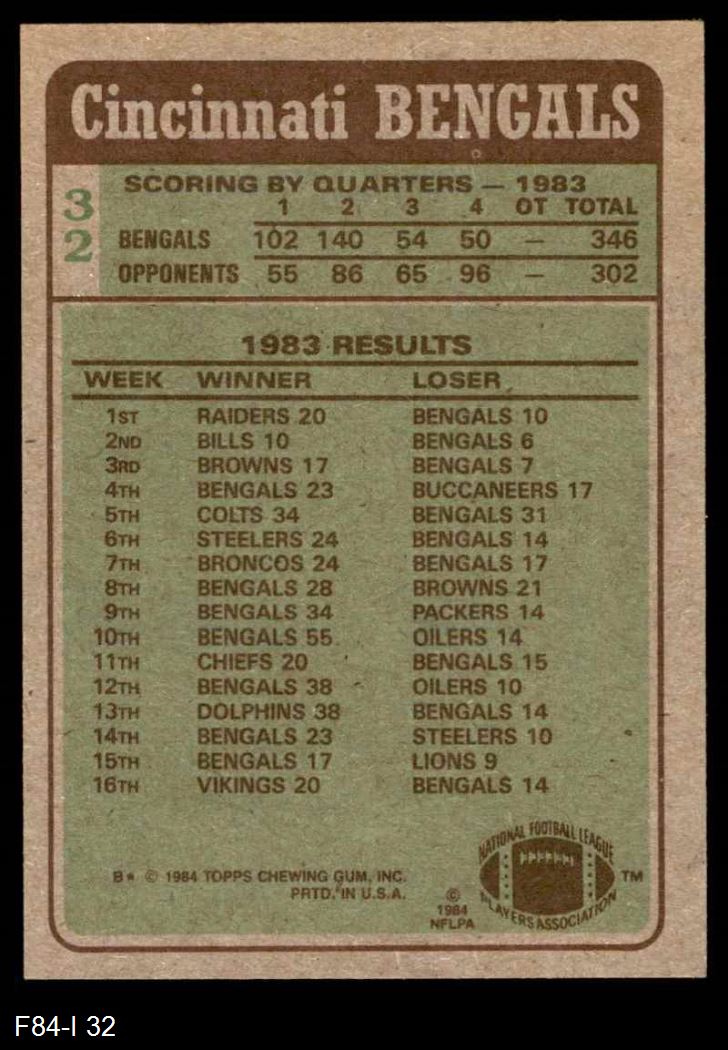 Cincinnati BENGALS
32
SCORING BY QUARTERS — 1983
1 2 3 4 OT TOTAL
BENGALS 102 140 54 50 — 346
OPPONENTS 55 86 65 96 — 302
1983 RESULTS
WEEK WINNER LOSER
1ST RAIDERS 20 BENGALS 10
2ND BILLS 10 BENGALS 6
3RD BROWNS 17 BENGALS 7
4TH BENGALS 23 BUCCANEERS 17
5TH COLTS 34 BENGALS 31
6TH STEELERS 24 BENGALS 14
7TH BRONCOS 24 BENGALS 17
8TH BENGALS 28 BROWNS 21
9TH BENGALS 34 PACKERS 14
10TH BENGALS 55 OILERS 14
11TH CHIEFS 20 BENGALS 15
12TH BENGALS 38 OILERS 10
13TH DOLPHINS 38 BENGALS 14
14TH BENGALS 23 STEELERS 10
15TH BENGALS 17 LIONS 9
16TH VIKINGS 20 BENGALS 14
NATIONAL FOOTBALL LEAGUE
PLAYERS ASSOCIATION
TM
B* © 1984 TOPPS CHEWING GUM, INC.
PRTD. IN U.S.A.
©
1984
NFLPA
F84-I 32